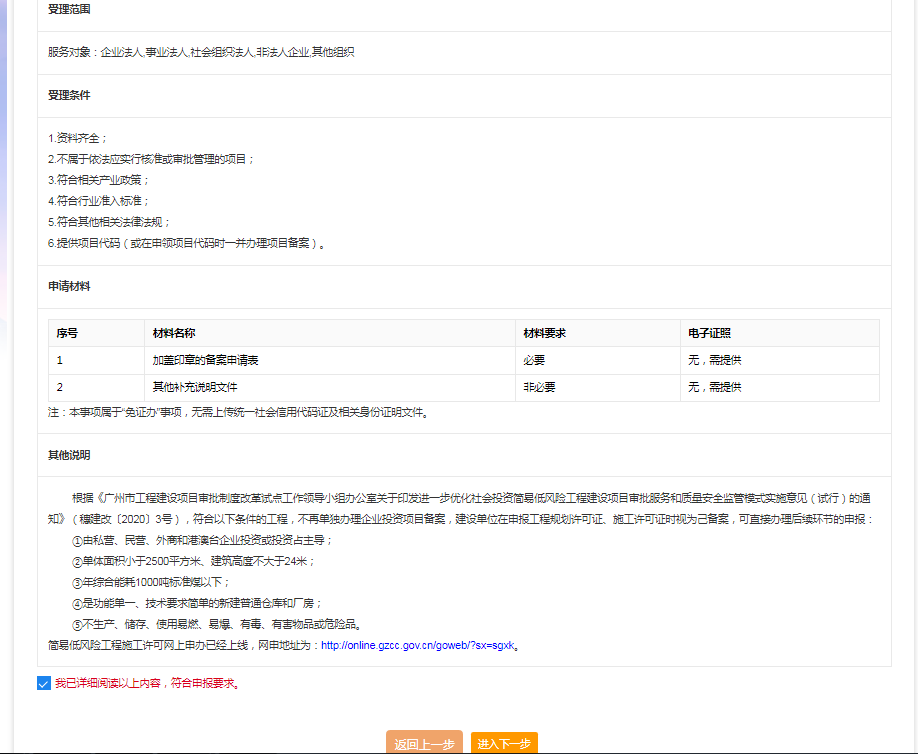 受理范围
服务对象：企业法人,事业法人,社会组织法人,非法人企业,其他组织
受理条件
1.资料齐全；
2.不属于依法应实行核准或审批管理的项目；
3.符合相关产业政策；
4.符合行业准入标准；
5.符合其他相关法律法规；
6.提供项目代码（或在申领项目代码时一并办理项目备案）。
申请材料
序号 材料名称 材料要求 电子证照
1 加盖印章的备案申请表 必要 无，需提供
2 其他补充说明文件 非必要 无，需提供
注：本事项属于“免证办”事项，无需上传统一社会信用代码证及相关身份证明文件。
其他说明
根据《广州市工程建设项目审批制度改革试点工作领导小组办公室关于印发进一步优化社会投资简易低风险工程建设项目审批服务和质量安全监管模式实施意见（试行）的通
知》（穗建改〔2020〕3号），符合以下条件的工程，不再单独办理企业投资项目备案，建设单位在申报工程规划许可证、施工许可证时视为已备案，可直接办理后续环节的申报：
①由私营、民营、外商和港澳台企业投资或投资占主导；
②单体面积小于2500平方米、建筑高度不大于24米；
③年综合能耗1000吨标准煤以下；
④是功能单一、技术要求简单的新建普通仓库和厂房；
⑤不生产、储存、使用易燃、易爆、有毒、有害物品或危险品。
简易低风险工程施工许可网上申办已经上线，网申地址为：http://online.gzcc.gov.cn/goweb/?sx=sgxk。
我已详细阅读以上内容，符合申报要求。
返回上一步 进入下一步